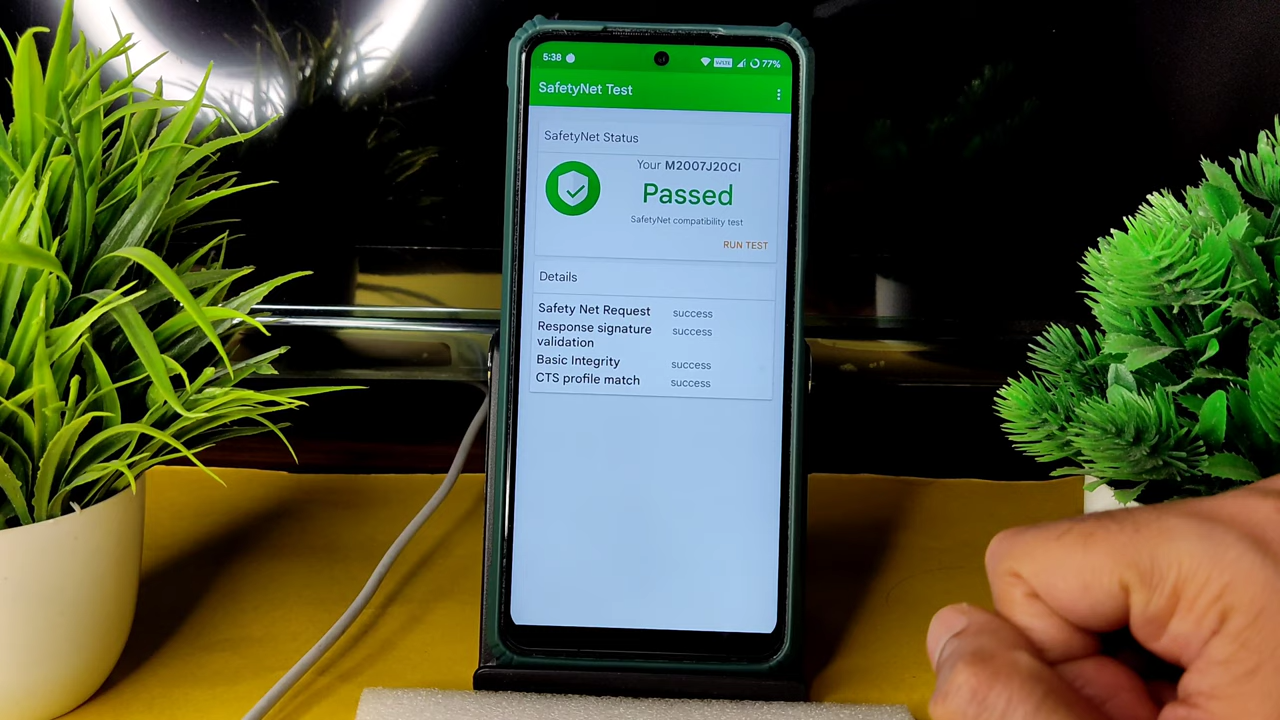 5:38 VoLTE 77%
SafetyNet Test
SafetyNet Status
Your M2007J20CI
Passed
SafetyNet compatibility test
RUN TEST
Details
Safety Net Request success
Response signature success
validation
Basic Integrity success
CTS profile match success